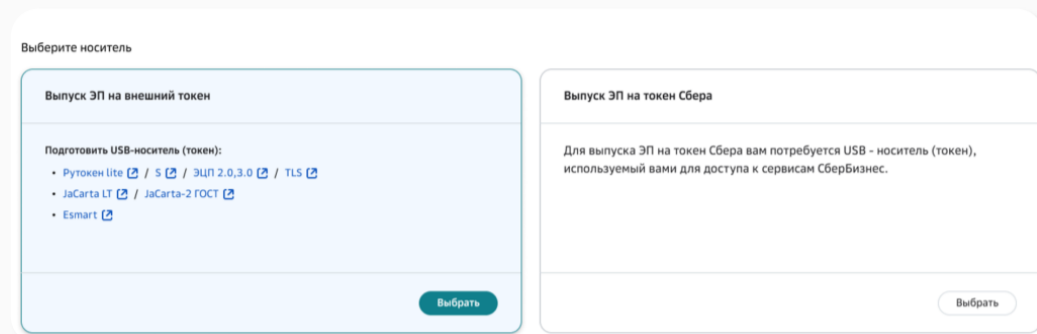 Выберите носитель
Выпуск ЭП на внешний токен
Подготовить USB-носитель (токен):
• Рутокен lite / S / ЭЦП 2.0,3.0 / TLS
• JaCarta LT / JaCarta-2 ГОСТ
• Esmart
Выбрать
Выпуск ЭП на токен Сбера
Для выпуска ЭП на токен Сбера вам потребуется USB - носитель (токен),
используемый вами для доступа к сервисам СберБизнес.
Выбрать